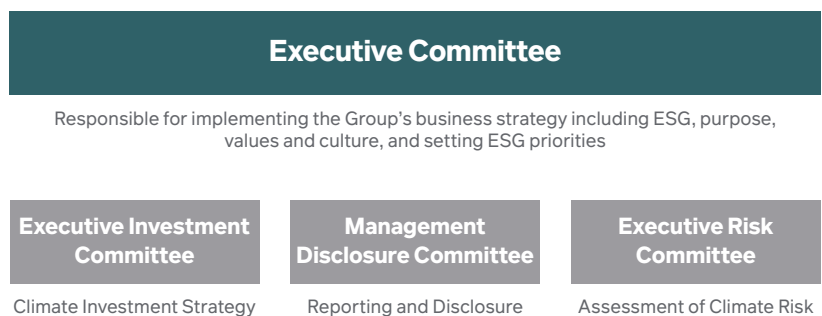 Executive Committee
Responsible for implementing the Group’s business strategy including ESG, purpose,
values and culture, and setting ESG priorities
Executive Investment
Committee
Climate Investment Strategy
Management
Disclosure Committee
Reporting and Disclosure
Executive Risk
Committee
Assessment of Climate Risk